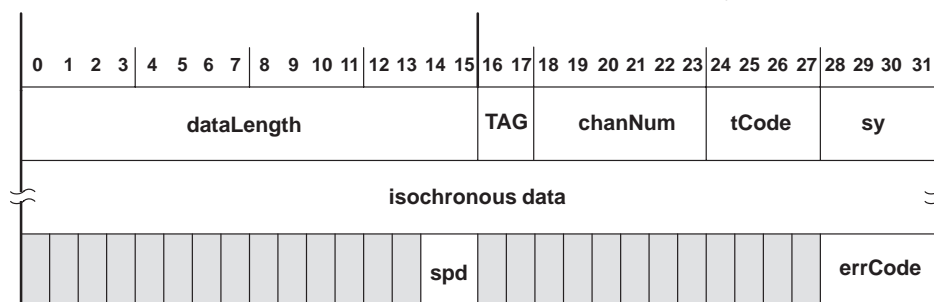 0 1 2 3 4 5 6 7 8 9 10 11 12 13 14 15 16 17 18 19 20 21 22 23 24 25 26 27 28 29 30 31
dataLength TAG chanNum tCode sy
isochronous data
spd errCode